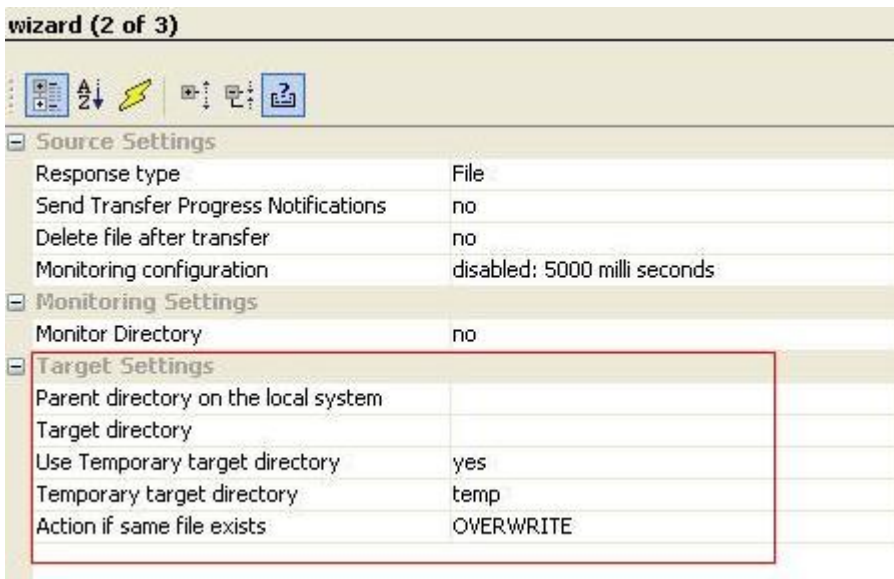 wizard (2 of 3)
Source Settings
Response type File
Send Transfer Progress Notifications no
Delete file after transfer no
Monitoring configuration disabled: 5000 milli seconds
Monitoring Settings
Monitor Directory no
Target Settings
Parent directory on the local system
Target directory
Use Temporary target directory yes
Temporary target directory temp
Action if same file exists OVERWRITE